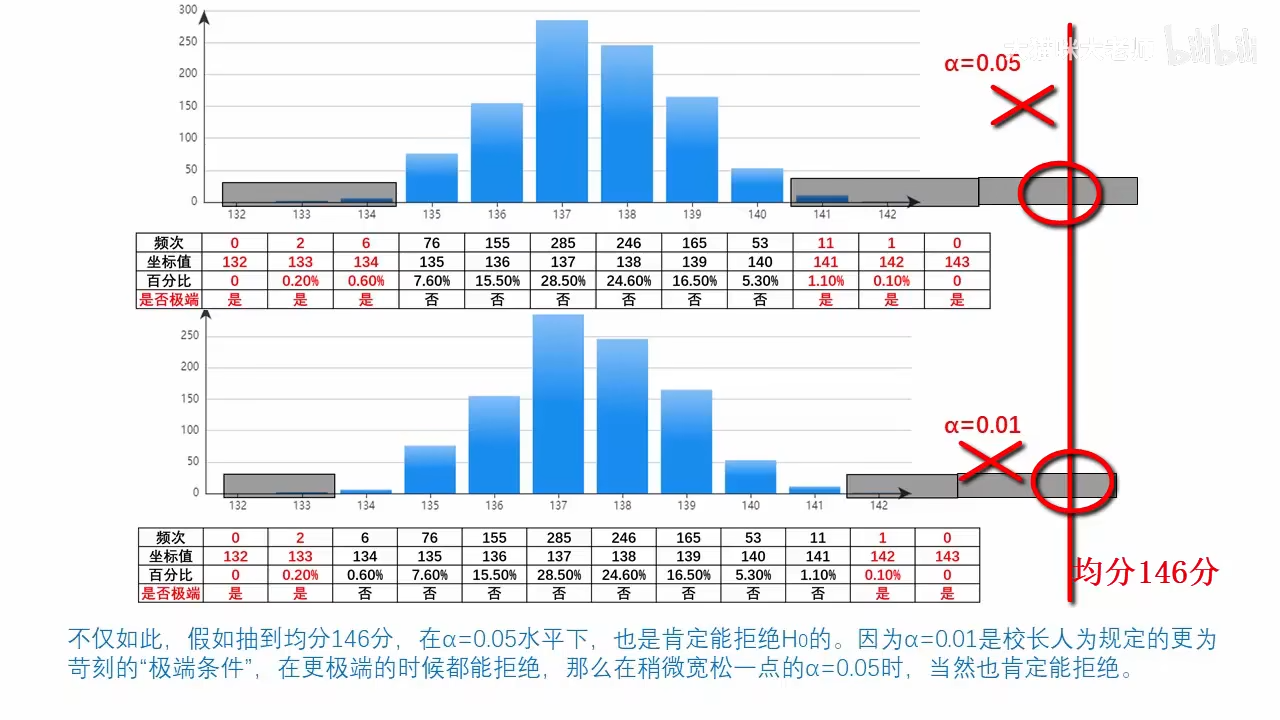 300
250
200
150
100
50
0
132 133 134 135 136 137 138 139 140 141 142
α=0.05
bilibili
频次 0 2 6 76 155 285 246 165 53 11 1 0
坐标值 132 133 134 135 136 137 138 139 140 141 142 143
百分比 0 0.20% 0.60% 7.60% 15.50% 28.50% 24.60% 16.50% 5.30% 1.10% 0.10% 0
是否极端 是 是 是 否 否 否 否 否 否 是 是 是
250
200
150
100
50
0
132 133 134 135 136 137 138 139 140 141 142
α=0.01
频次 0 2 6 76 155 285 246 165 53 11 1 0
坐标值 132 133 134 135 136 137 138 139 140 141 142 143
百分比 0 0.20% 0.60% 7.60% 15.50% 28.50% 24.60% 16.50% 5.30% 1.10% 0.10% 0
是否极端 是 是 否 否 否 否 否 否 否 否 是 是
均分146分
不仅如此，假如抽到均分146分，在α=0.05水平下，也是肯定能拒绝H₀的。因为α=0.01是校长人为规定的更为
苛刻的“极端条件”，在更极端的时候都能拒绝，那么在稍微宽松一点的α=0.05时，当然也肯定能拒绝。